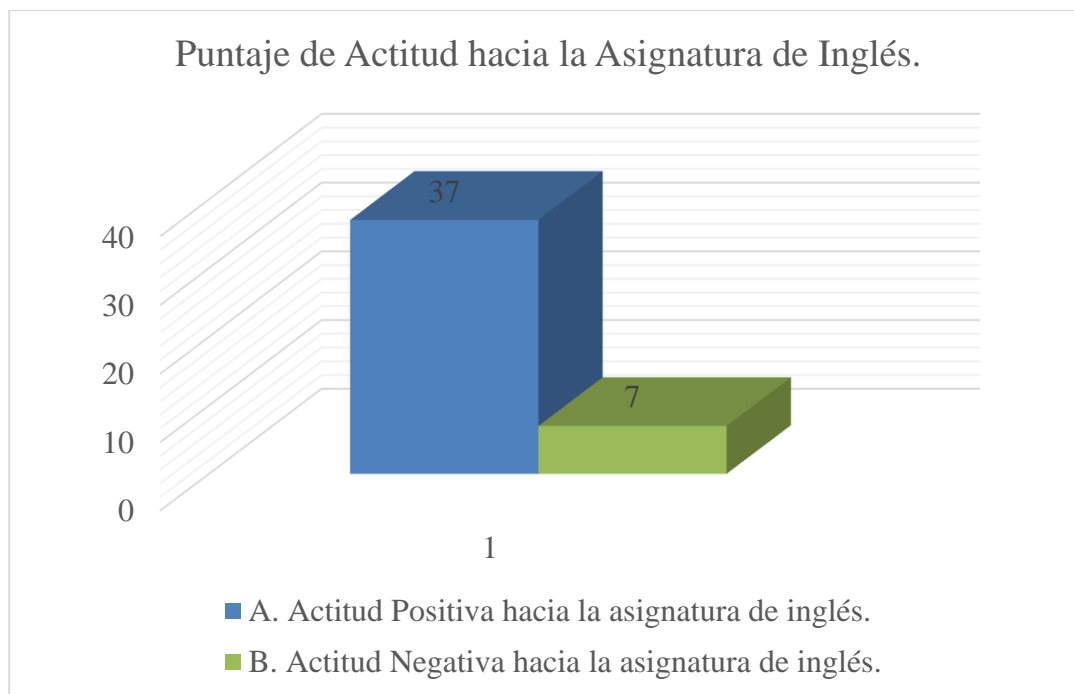 Puntaje de Actitud hacia la Asignatura de Inglés.
37
7
40
30
20
10
0
1
A. Actitud Positiva hacia la asignatura de inglés.
B. Actitud Negativa hacia la asignatura de inglés.